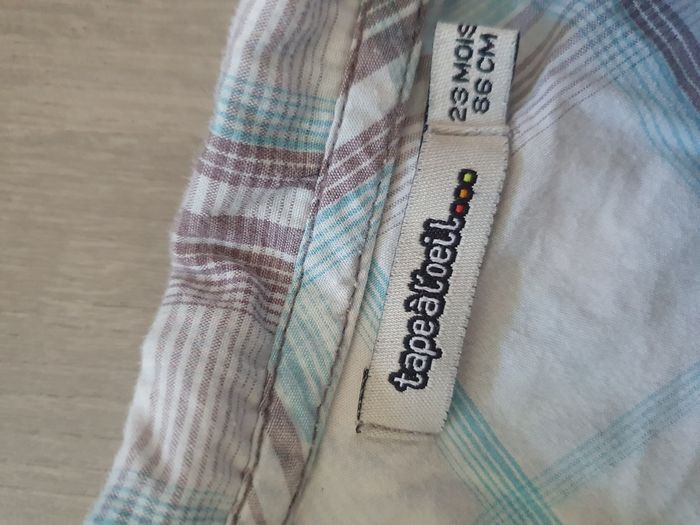 tapeàl'oeil....
23 MOIS
86 CM